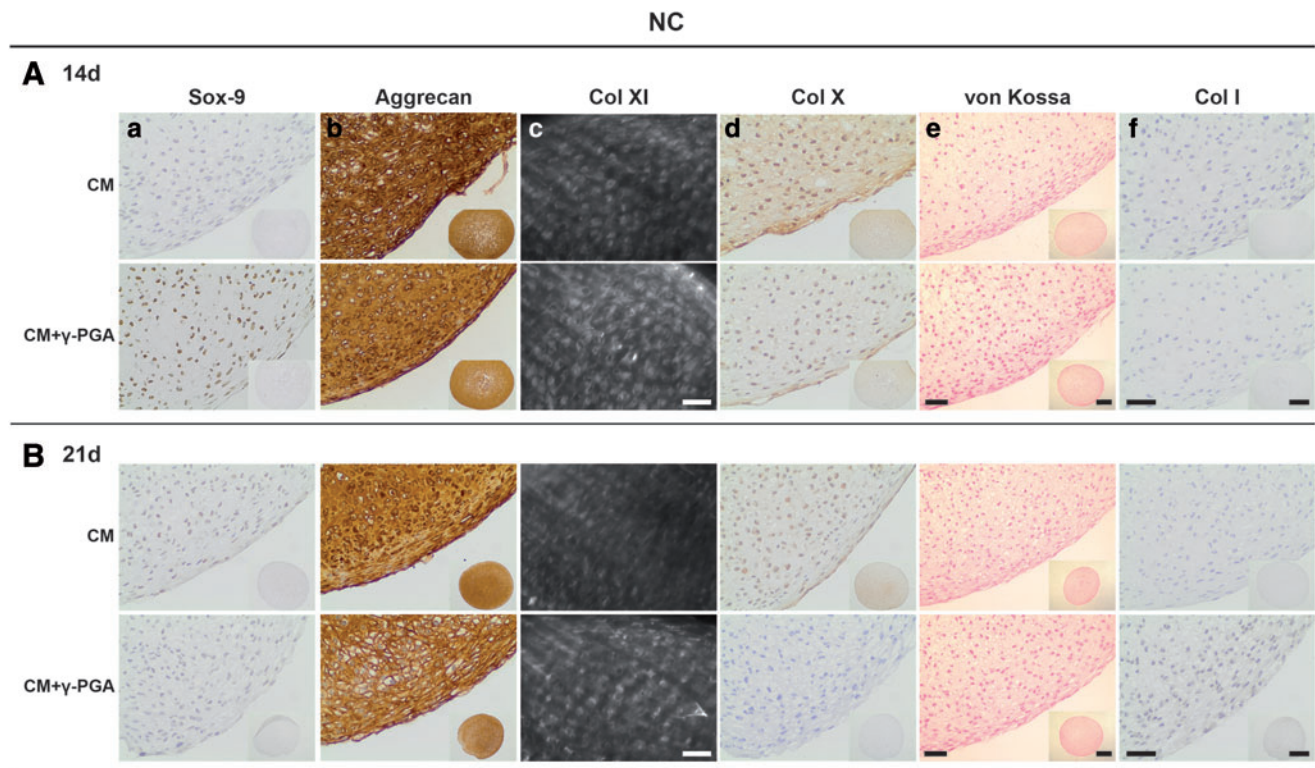 NC
A 14d
Sox-9 Aggrecan Col XI Col X von Kossa Col I
a b c d e f
CM
CM+γ-PGA
B 21d
CM
CM+γ-PGA